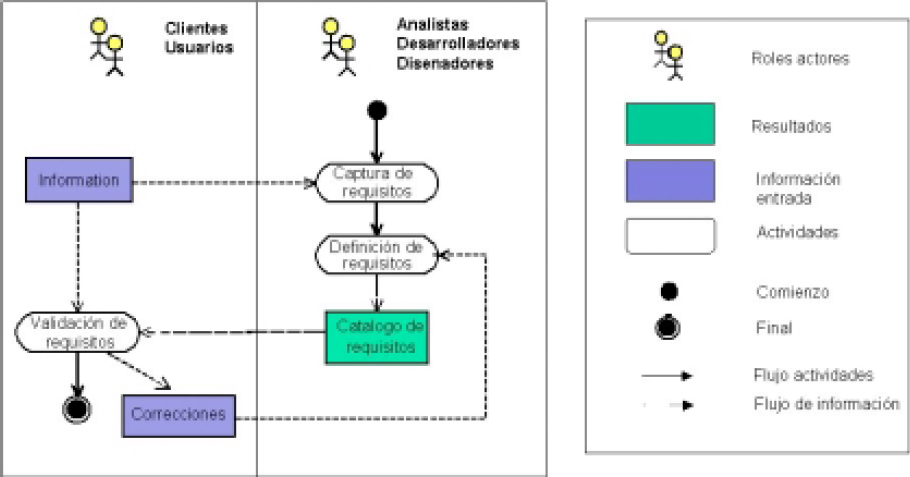 Clientes
Usuarios
Analistas
Desarrolladores
Disenadores
Information
Captura de
requisitos
Definición de
requisitos
Validación de
requisitos
Catalogo de
requisitos
Correcciones
Roles actores
Resultados
Información
entrada
Actividades
Comienzo
Final
Flujo actividades
Flujo de información